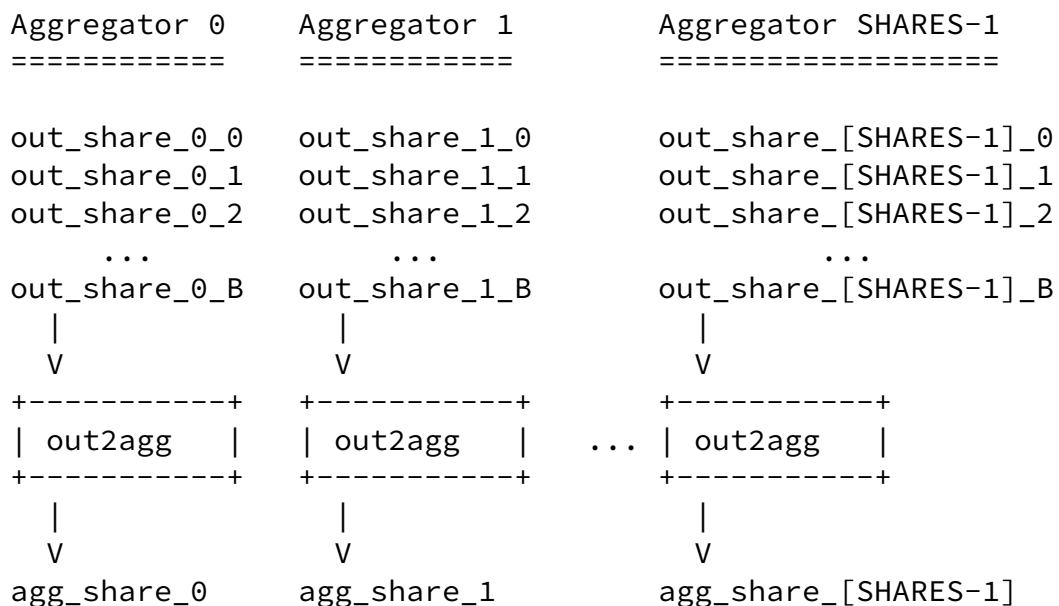 Aggregator 0    Aggregator 1        Aggregator SHARES-1
============    ============        ===================

out_share_0_0   out_share_1_0       out_share_[SHARES-1]_0
out_share_0_1   out_share_1_1       out_share_[SHARES-1]_1
out_share_0_2   out_share_1_2       out_share_[SHARES-1]_2
     ...             ...                     ...
out_share_0_B   out_share_1_B       out_share_[SHARES-1]_B
  |               |                   |
  V               V                   V
+-----------+   +-----------+       +-----------+
| out2agg   |   | out2agg   |   ... | out2agg   |
+-----------+   +-----------+       +-----------+
  |               |                   |
  V               V                   V
agg_share_0     agg_share_1         agg_share_[SHARES-1]